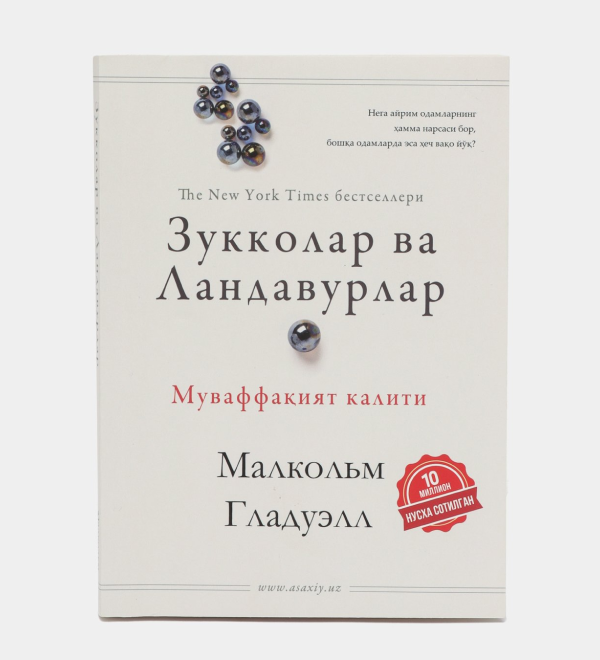 Нега айрим одамларнинг
ҳамма нарсаси бор,
бошқа одамларда эса ҳеч вақо йўқ?
The New York Times бестселлери
Зукколар ва
Ландавурлар
Муваффақият калити
Малкольм
Гладуэлл
10
МИЛЛИОН
НУСХА СОТИЛГАН
www.asaxiy.uz